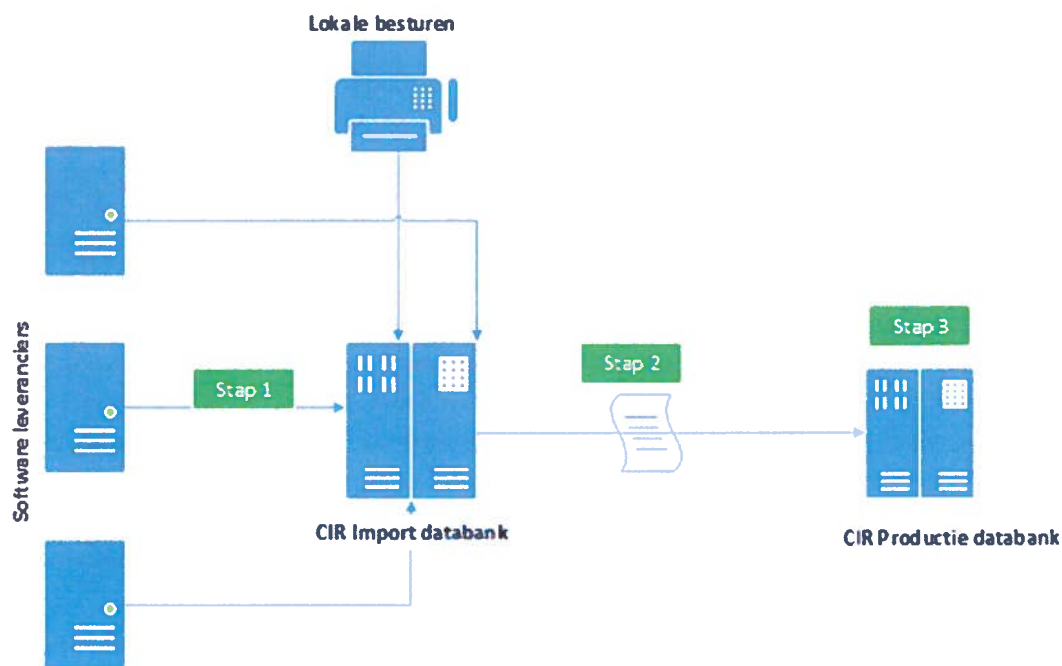 Lokale besturen
Software leveranciers
Stap 1
Stap 2
Stap 3
CIR Import databank
CIR Productie databank